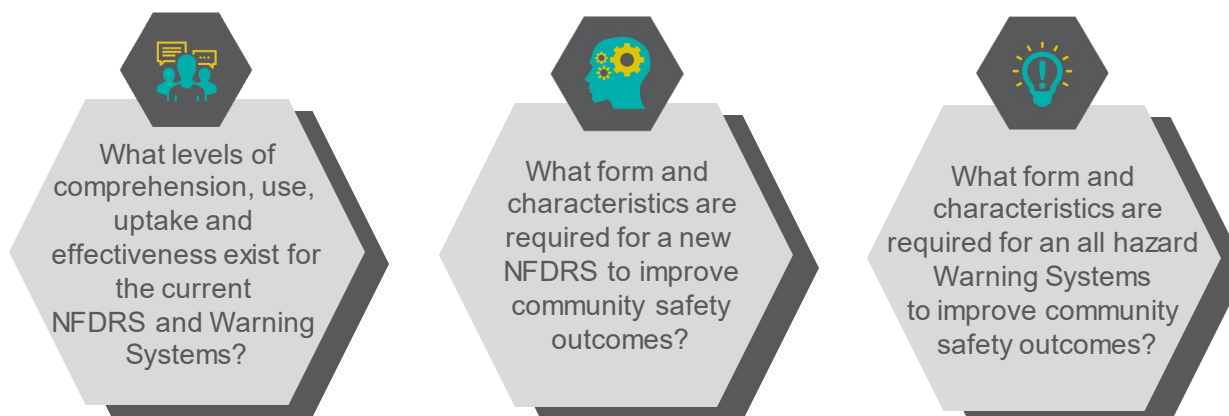 What levels of
comprehension, use,
uptake and
effectiveness exist for
the current
NFDRS and Warning
Systems?
What form and
characteristics are
required for a new
NFDRS to improve
community safety
outcomes?
What form and
characteristics are
required for an all hazard
Warning Systems
to improve community
safety outcomes?